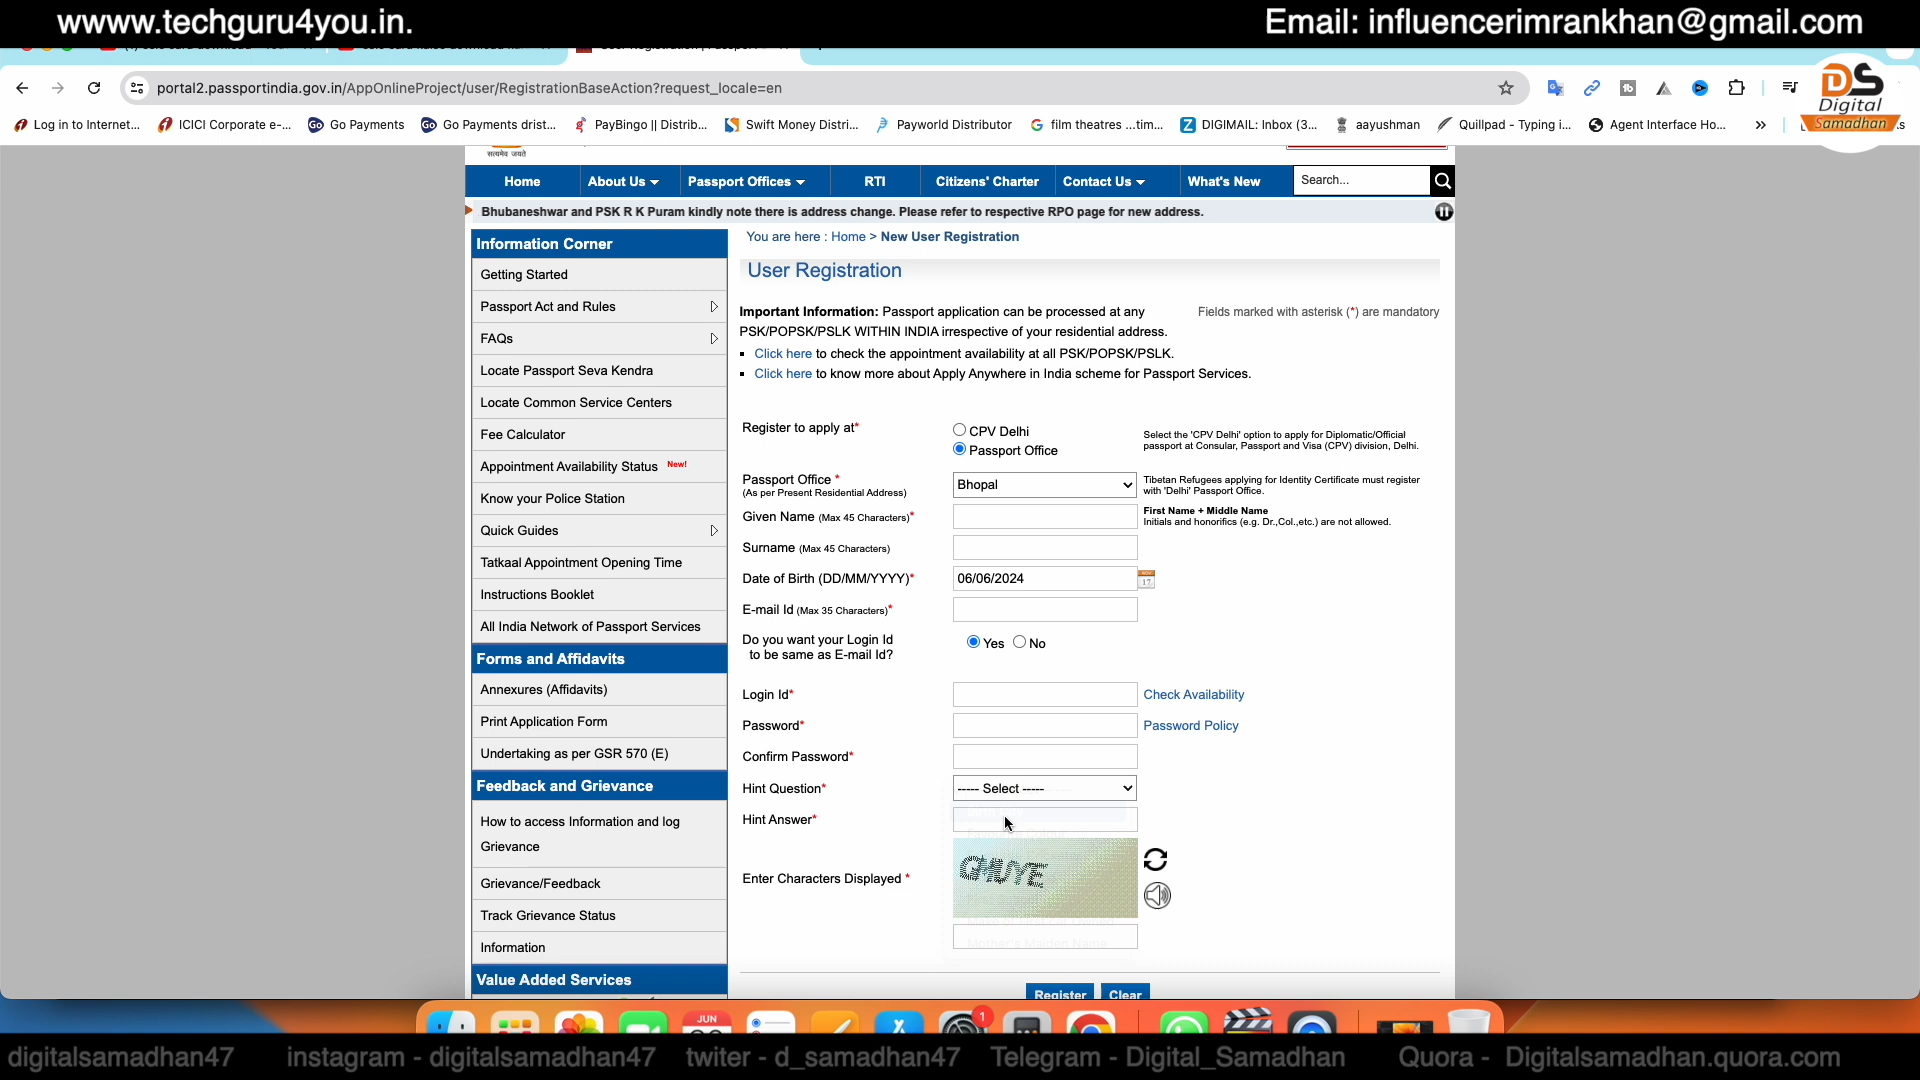 www.techguru4you.in.
Email: influencerimrankhan@gmail.com
portal2.passportindia.gov.in/AppOnlineProject/user/RegistrationBaseAction?request_locale=en
DS
Digital
Samadhan
Log in to Internet...
ICICI Corporate e-...
Go Payments
Go Payments drist...
PayBingo || Distrib...
Swift Money Distri...
Payworld Distributor
film theatres ...tim...
DIGIMAIL: Inbox (3...
aayushman
Quillpad - Typing i...
Agent Interface Ho...
सत्यमेव जयते
Home
About Us
Passport Offices
RTI
Citizens' Charter
Contact Us
What's New
Search...
Bhubaneshwar and PSK R K Puram kindly note there is address change. Please refer to respective RPO page for new address.
Information Corner
Getting Started
Passport Act and Rules
FAQs
Locate Passport Seva Kendra
Locate Common Service Centers
Fee Calculator
Appointment Availability Status New!
Know your Police Station
Quick Guides
Tatkaal Appointment Opening Time
Instructions Booklet
All India Network of Passport Services
Forms and Affidavits
Annexures (Affidavits)
Print Application Form
Undertaking as per GSR 570 (E)
Feedback and Grievance
How to access Information and log
Grievance
Grievance/Feedback
Track Grievance Status
Information
Value Added Services
You are here : Home > New User Registration
User Registration
Important Information: Passport application can be processed at any
PSK/POPSK/PSLK WITHIN INDIA irrespective of your residential address.
Fields marked with asterisk (*) are mandatory
Click here to check the appointment availability at all PSK/POPSK/PSLK.
Click here to know more about Apply Anywhere in India scheme for Passport Services.
Register to apply at*
CPV Delhi
Passport Office
Select the 'CPV Delhi' option to apply for Diplomatic/Official
passport at Consular, Passport and Visa (CPV) division, Delhi.
Passport Office *
(As per Present Residential Address)
Bhopal
Tibetan Refugees applying for Identity Certificate must register
with 'Delhi' Passport Office.
Given Name (Max 45 Characters)*
First Name + Middle Name
Initials and honorifics (e.g. Dr.,Col.,etc.) are not allowed.
Surname (Max 45 Characters)
Date of Birth (DD/MM/YYYY)*
06/06/2024
17
E-mail Id (Max 35 Characters)*
Do you want your Login Id
to be same as E-mail Id?
Yes
No
Login Id*
Check Availability
Password*
Password Policy
Confirm Password*
Hint Question*
----- Select -----
Hint Answer*
Enter Characters Displayed *
Mother's Maiden Name
Register
Clear
JUN
1
digitalsamadhan47
instagram - digitalsamadhan47
twiter - d_samadhan47
Telegram - Digital_Samadhan
Quora - Digitalsamadhan.quora.com